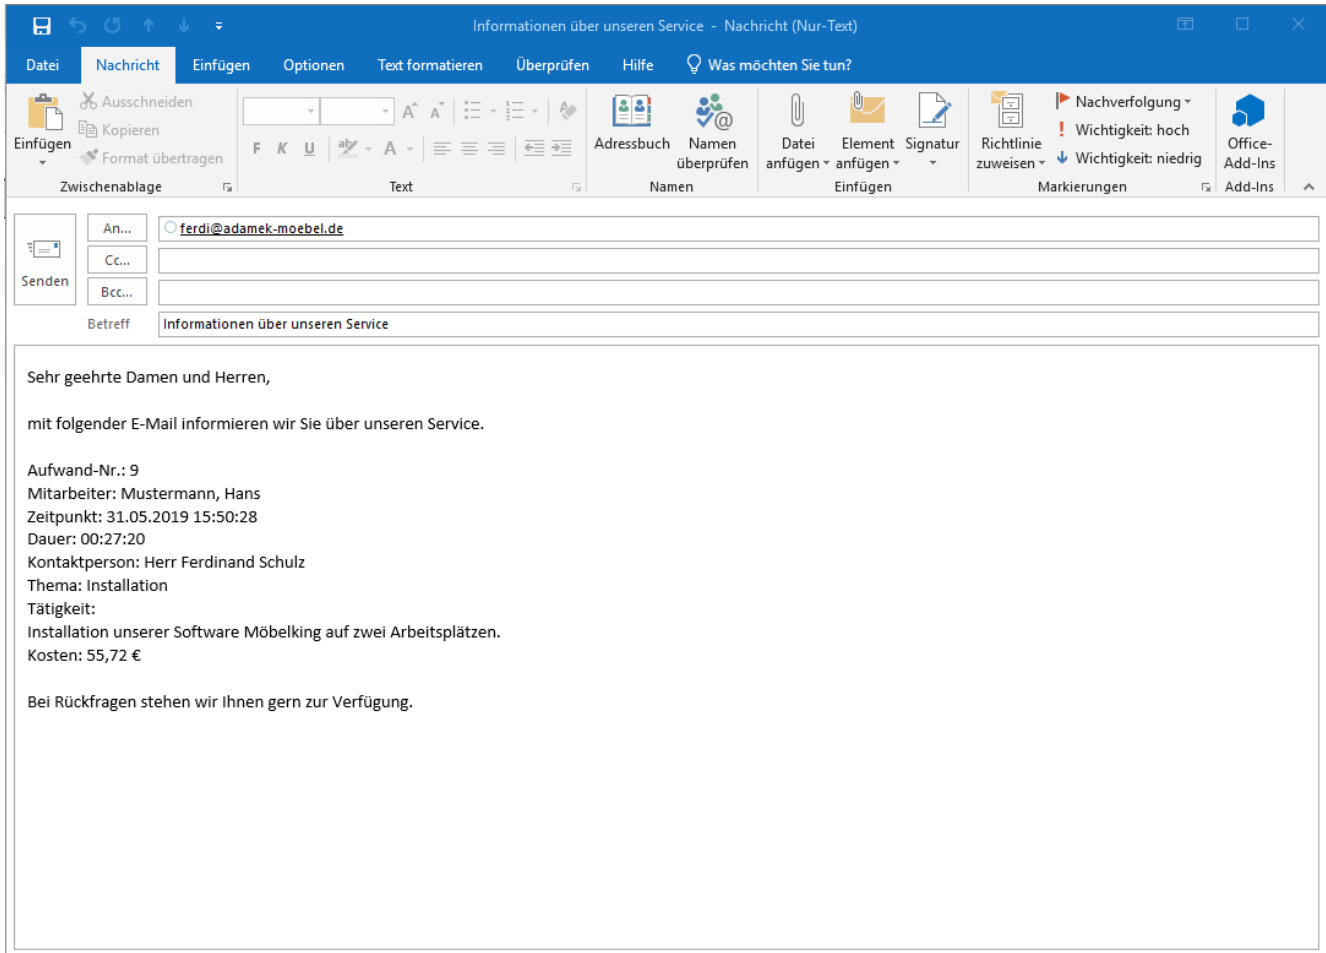 Informationen über unseren Service - Nachricht (Nur-Text)
Datei Nachricht Einfügen Optionen Text formatieren Überprüfen Hilfe Was möchten Sie tun?
Einfügen
Ausschneiden
Kopieren
Format übertragen
Zwischenablage
F K U ab A
Text
Adressbuch
Namen
überprüfen
Namen
Datei
anfügen
Element
anfügen
Signatur
Einfügen
Richtlinie
zuweisen
Nachverfolgung
Wichtigkeit: hoch
Wichtigkeit: niedrig
Markierungen
Office-
Add-Ins
Add-Ins
Senden
An... ferdi@adamek-moebel.de
Cc...
Bcc...
Betreff Informationen über unseren Service
Sehr geehrte Damen und Herren,
mit folgender E-Mail informieren wir Sie über unseren Service.
Aufwand-Nr.: 9
Mitarbeiter: Mustermann, Hans
Zeitpunkt: 31.05.2019 15:50:28
Dauer: 00:27:20
Kontaktperson: Herr Ferdinand Schulz
Thema: Installation
Tätigkeit:
Installation unserer Software Möbelking auf zwei Arbeitsplätzen.
Kosten: 55,72 €
Bei Rückfragen stehen wir Ihnen gern zur Verfügung.